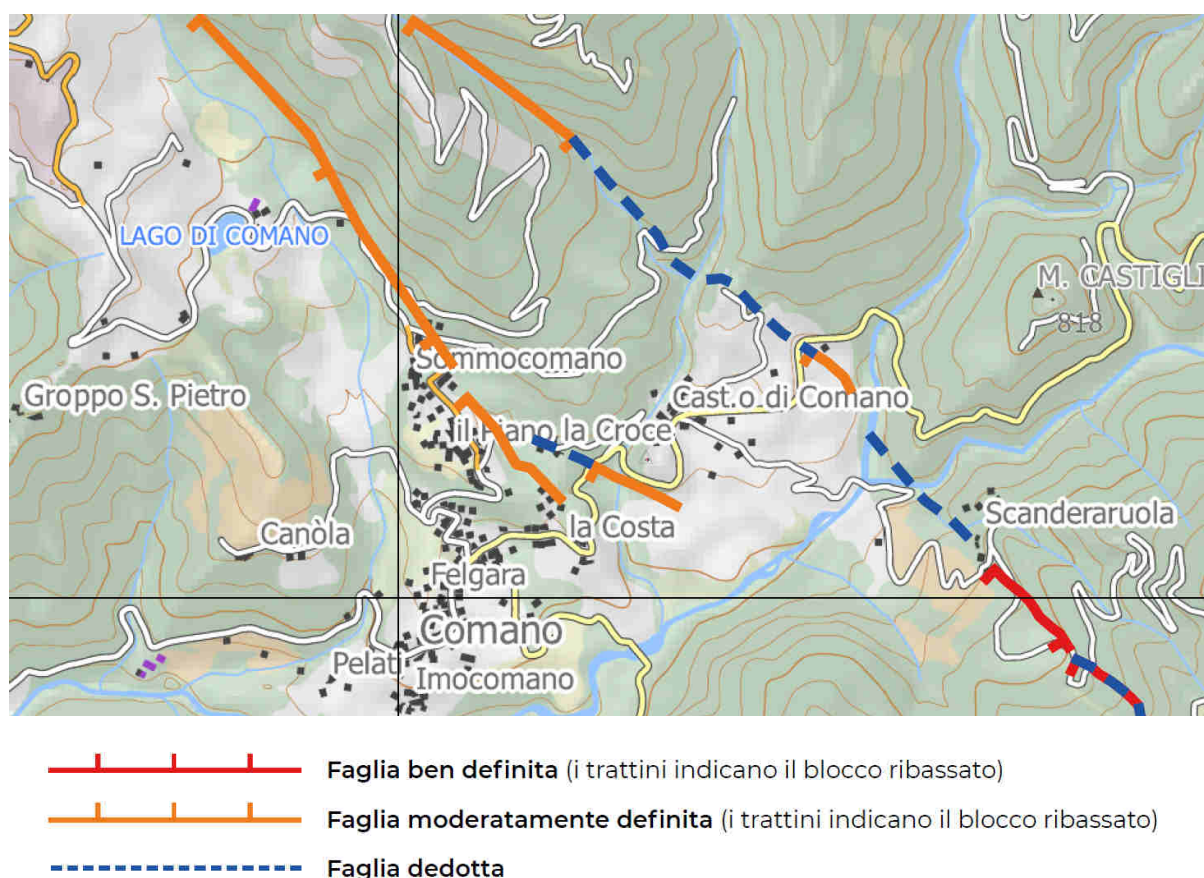 LAGO DI COMANO
M. CASTIGLI
818
Sommocomano
Groppo S. Pietro
Cast.o di Comano
il Piano la Croce
Scanderaruola
la Costa
Canòla
Felgara
Comano
Pelati
Imocomano
Faglia ben definita (i trattini indicano il blocco ribassato)
Faglia moderatamente definita (i trattini indicano il blocco ribassato)
Faglia dedotta